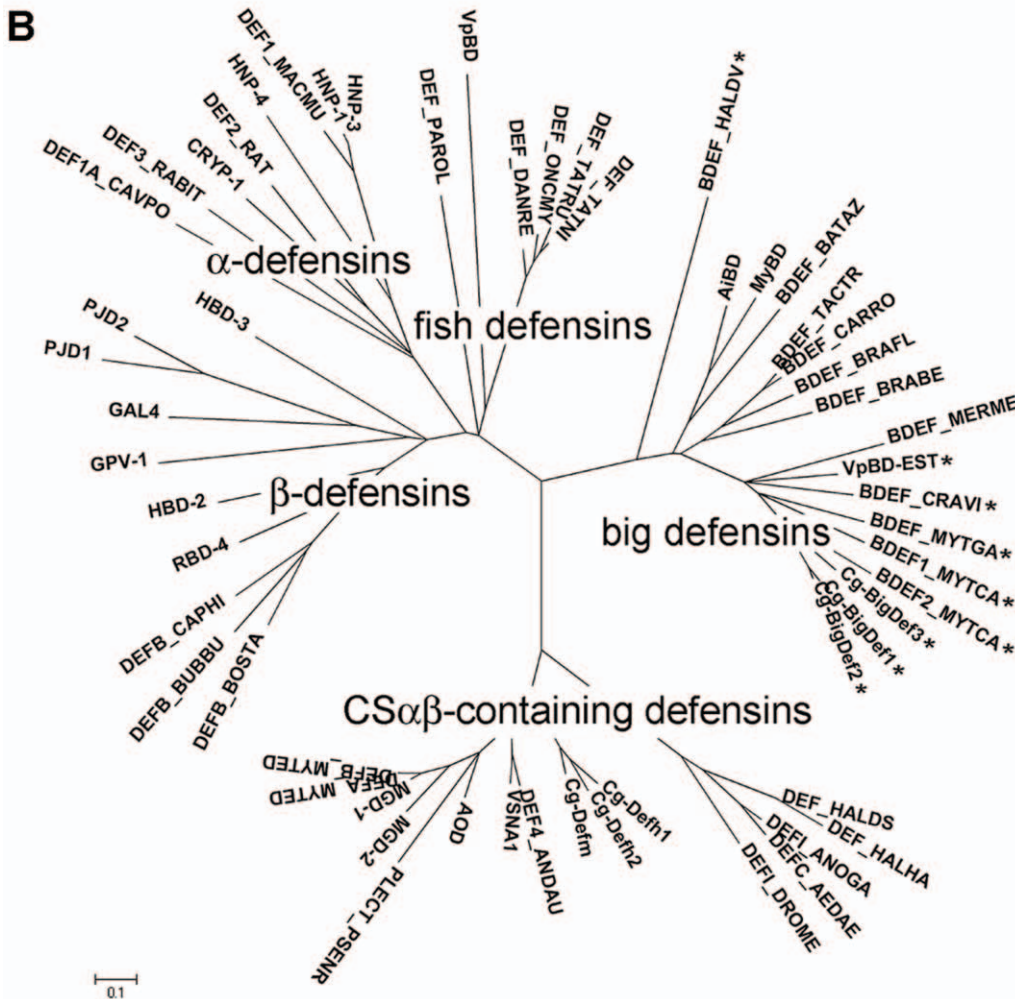 B
DEF1_MACMU
HNP-1
HNP-3
HNP-4
DEF2_RAT
CRYP-1
DEF3_RABIT
DEF1A_CAVPO
α-defensins
DEF_PAROL
VpBD
DEF_DANRE
DEF_ONCMY
DEF_TATRU
DEF_TATNI
fish defensins
BDEF_HALDV*
AiBD
MyBD
BDEF_BATAZ
BDEF_TACTR
BDEF_CARRO
BDEF_BRAFL
BDEF_BRABE
BDEF_MERME
VpBD-EST*
BDEF_CRAVI*
BDEF_MYTGA*
BDEF1_MYTCA*
BDEF2_MYTCA*
Cg-BigDef3*
Cg-BigDef1*
Cg-BigDef2*
big defensins
HBD-3
PJD2
PJD1
GAL4
GPV-1
HBD-2
β-defensins
RBD-4
DEFB_CAPHI
DEFB_BUBBU
DEFB_BOSTA
CSαβ-containing defensins
DEFB_MYTED
DEFA_MYTED
MGD-1
MGD-2
PLECT_PSENR
AOD
VSNA1
DEF4_ANDAU
Cg-Defm
Cg-Defh2
Cg-Defh1
DEF_HALDS
DEF_HALHA
DEFI_ANOGA
DEFC_AEDAE
DEFI_DROME
0.1